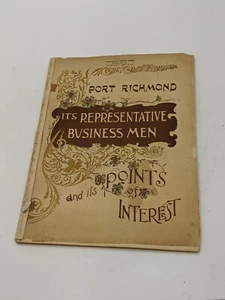 PORT RICHMOND
ITS REPRESENTATIVE
BUSINESS MEN
and its POINTS
of
INTEREST